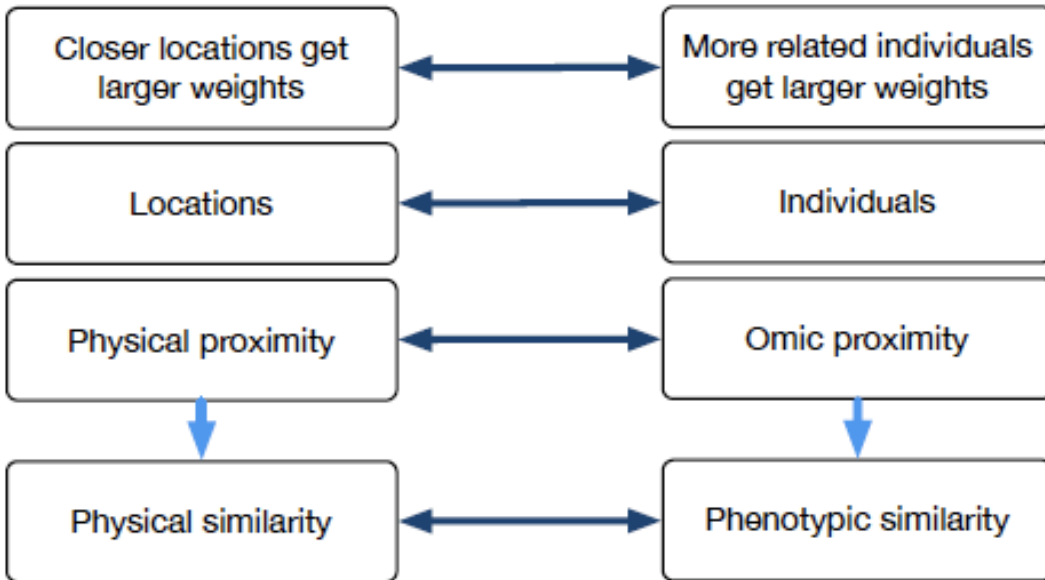 Closer locations get
larger weights
More related individuals
get larger weights
Locations
Individuals
Physical proximity
Omic proximity
Physical similarity
Phenotypic similarity